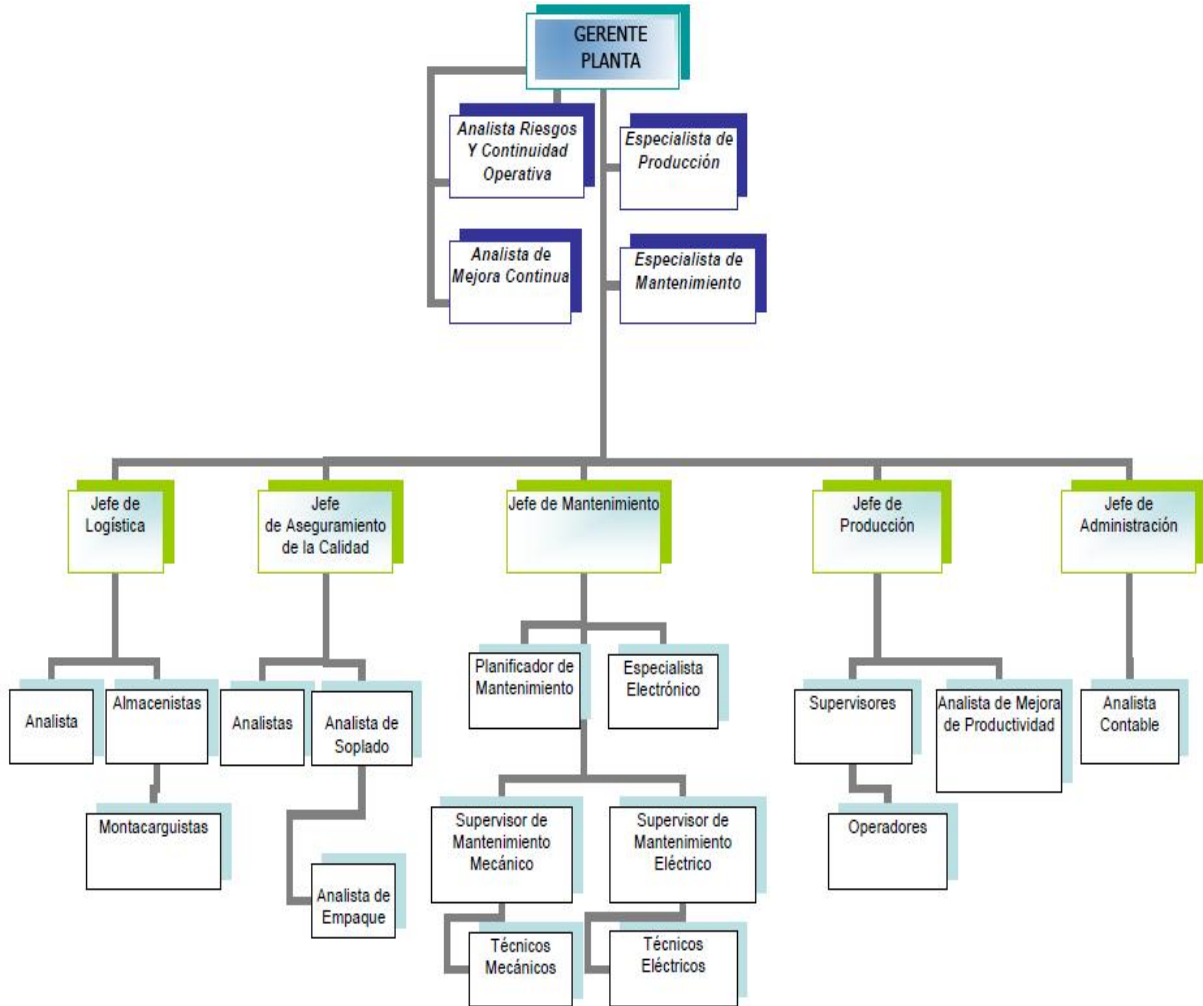 GERENTE
PLANTA
Analista Riesgos
Y Continuidad
Operativa
Especialista de
Producción
Analista de
Mejora Continua
Especialista de
Mantenimiento
Jefe de
Logística
Jefe
de Aseguramiento
de la Calidad
Jefe de Mantenimiento
Jefe de
Producción
Jefe de
Administración
Analista
Almacenistas
Analistas
Analista de
Soplado
Planificador de
Mantenimiento
Especialista
Electrónico
Supervisores
Analista de Mejora
de Productividad
Analista
Contable
Montacarguistas
Analista de
Empaque
Supervisor de
Mantenimiento
Mecánico
Supervisor de
Mantenimiento
Eléctrico
Operadores
Técnicos
Mecánicos
Técnicos
Eléctricos